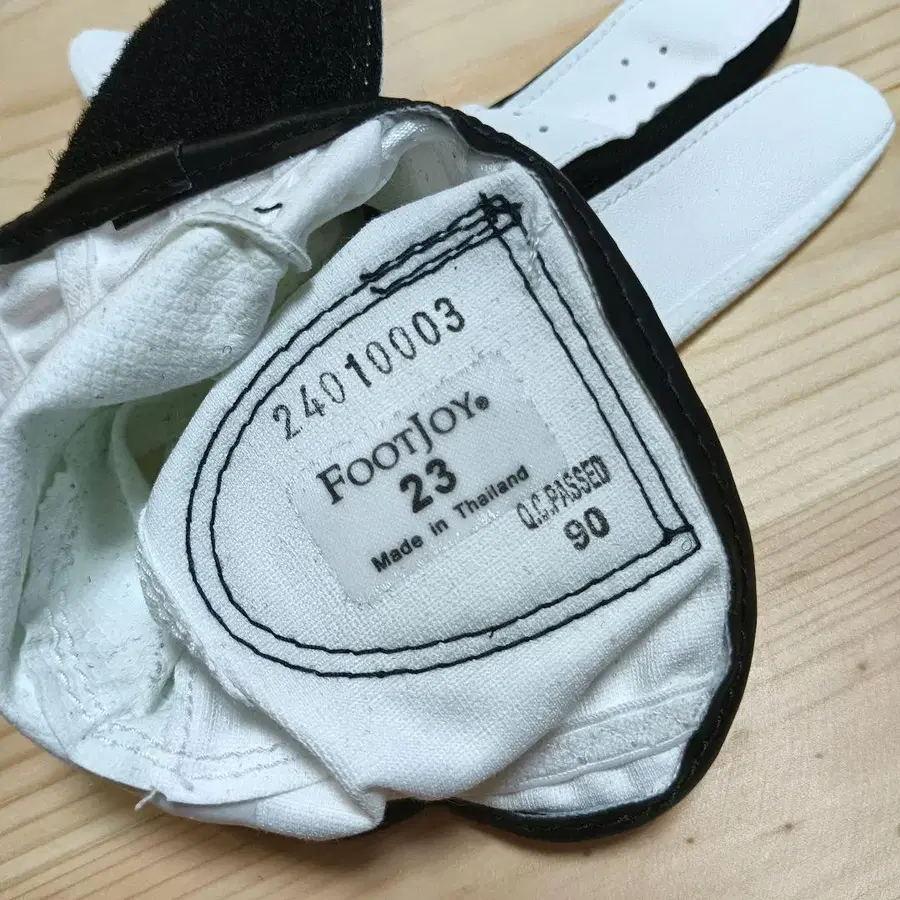 24010003
FOOTJOY®
23
Made in Thailand
Q.C.PASSED
90